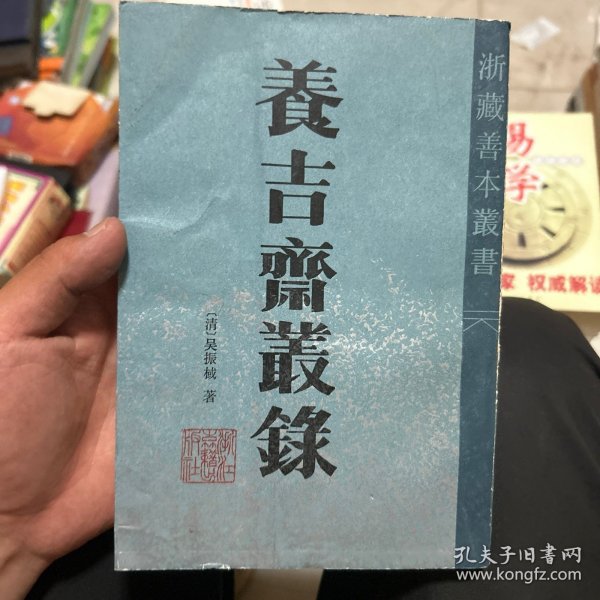 養吉齋叢錄
〔清〕吴振棫 著
浙江古籍出版社
浙藏善本叢書
易学
家 权威解读
孔夫子旧书网
www.kongfz.com